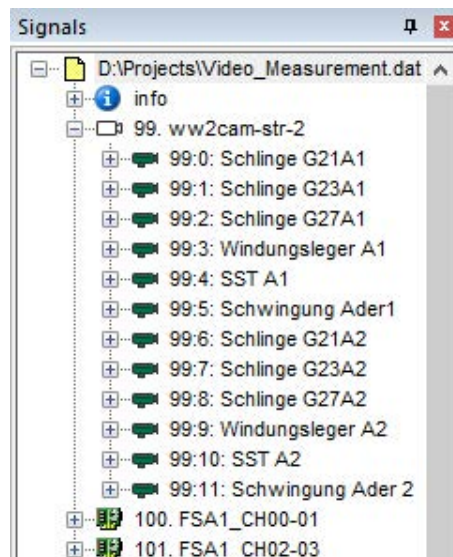 Signals
D:\Projects\Video_Measurement.dat
info
99. ww2cam-str-2
99:0: Schlinge G21A1
99:1: Schlinge G23A1
99:2: Schlinge G27A1
99:3: Windungsleger A1
99:4: SST A1
99:5: Schwingung Ader1
99:6: Schlinge G21A2
99:7: Schlinge G23A2
99:8: Schlinge G27A2
99:9: Windungsleger A2
99:10: SST A2
99:11: Schwingung Ader 2
100. FSA1_CH00-01
101. FSA1_CH02-03